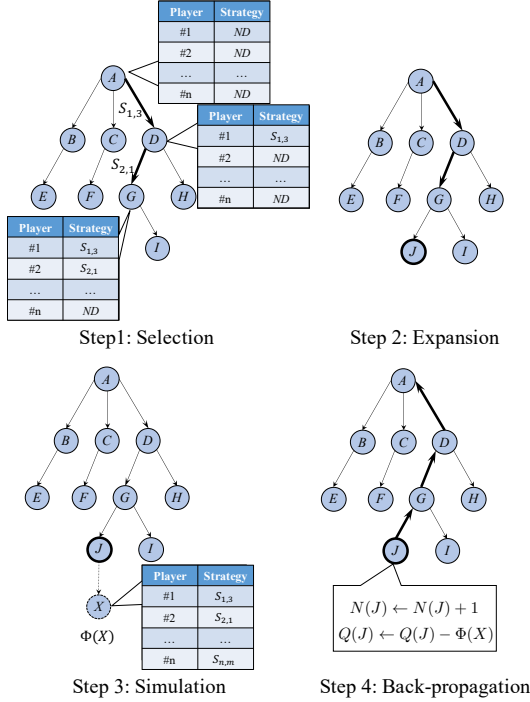 Player Strategy
#1 ND
#2 ND
... ...
#n ND
A
S1,3
B C D
Player Strategy
#1 S1,3
#2 ND
... ...
#n ND
S2,1
E F G H
Player Strategy
#1 S1,3
#2 S2,1
... ...
#n ND
I
Step1: Selection
A
B C D
E F G H
J I
Step 2: Expansion
A
B C D
E F G H
J I
X
Φ(X)
Player Strategy
#1 S1,3
#2 S2,1
... ...
#n Sn,m
Step 3: Simulation
A
B C D
E F G H
J I
N(J) ← N(J) + 1
Q(J) ← Q(J) − Φ(X)
Step 4: Back-propagation